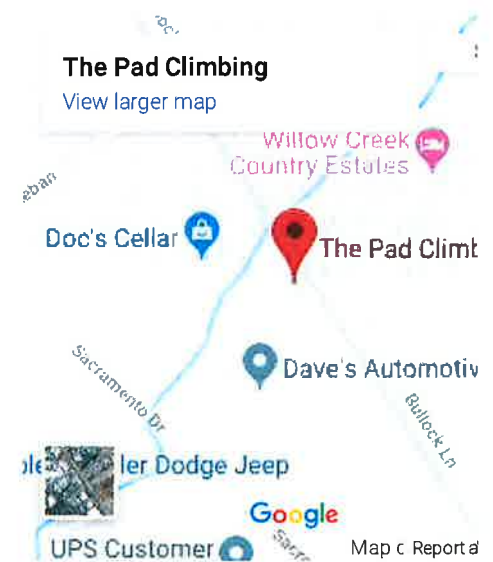 The Pad Climbing
View larger map
Willow Creek
Country Estates
Doc's Cellar
The Pad Climb
Dave's Automotiv
Sacramento Dr
Bullock Ln
ler Dodge Jeep
Google
UPS Customer
Map
Report a